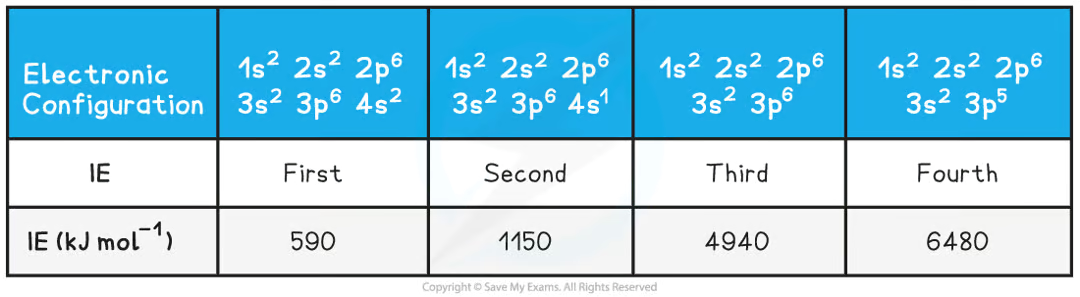 Electronic Configuration | 1s² 2s² 2p⁶ 3s² 3p⁶ 4s² | 1s² 2s² 2p⁶ 3s² 3p⁶ 4s¹ | 1s² 2s² 2p⁶ 3s² 3p⁶ | 1s² 2s² 2p⁶ 3s² 3p⁵
IE | First | Second | Third | Fourth
IE (kJ mol⁻¹) | 590 | 1150 | 4940 | 6480
Copyright © Save My Exams. All Rights Reserved